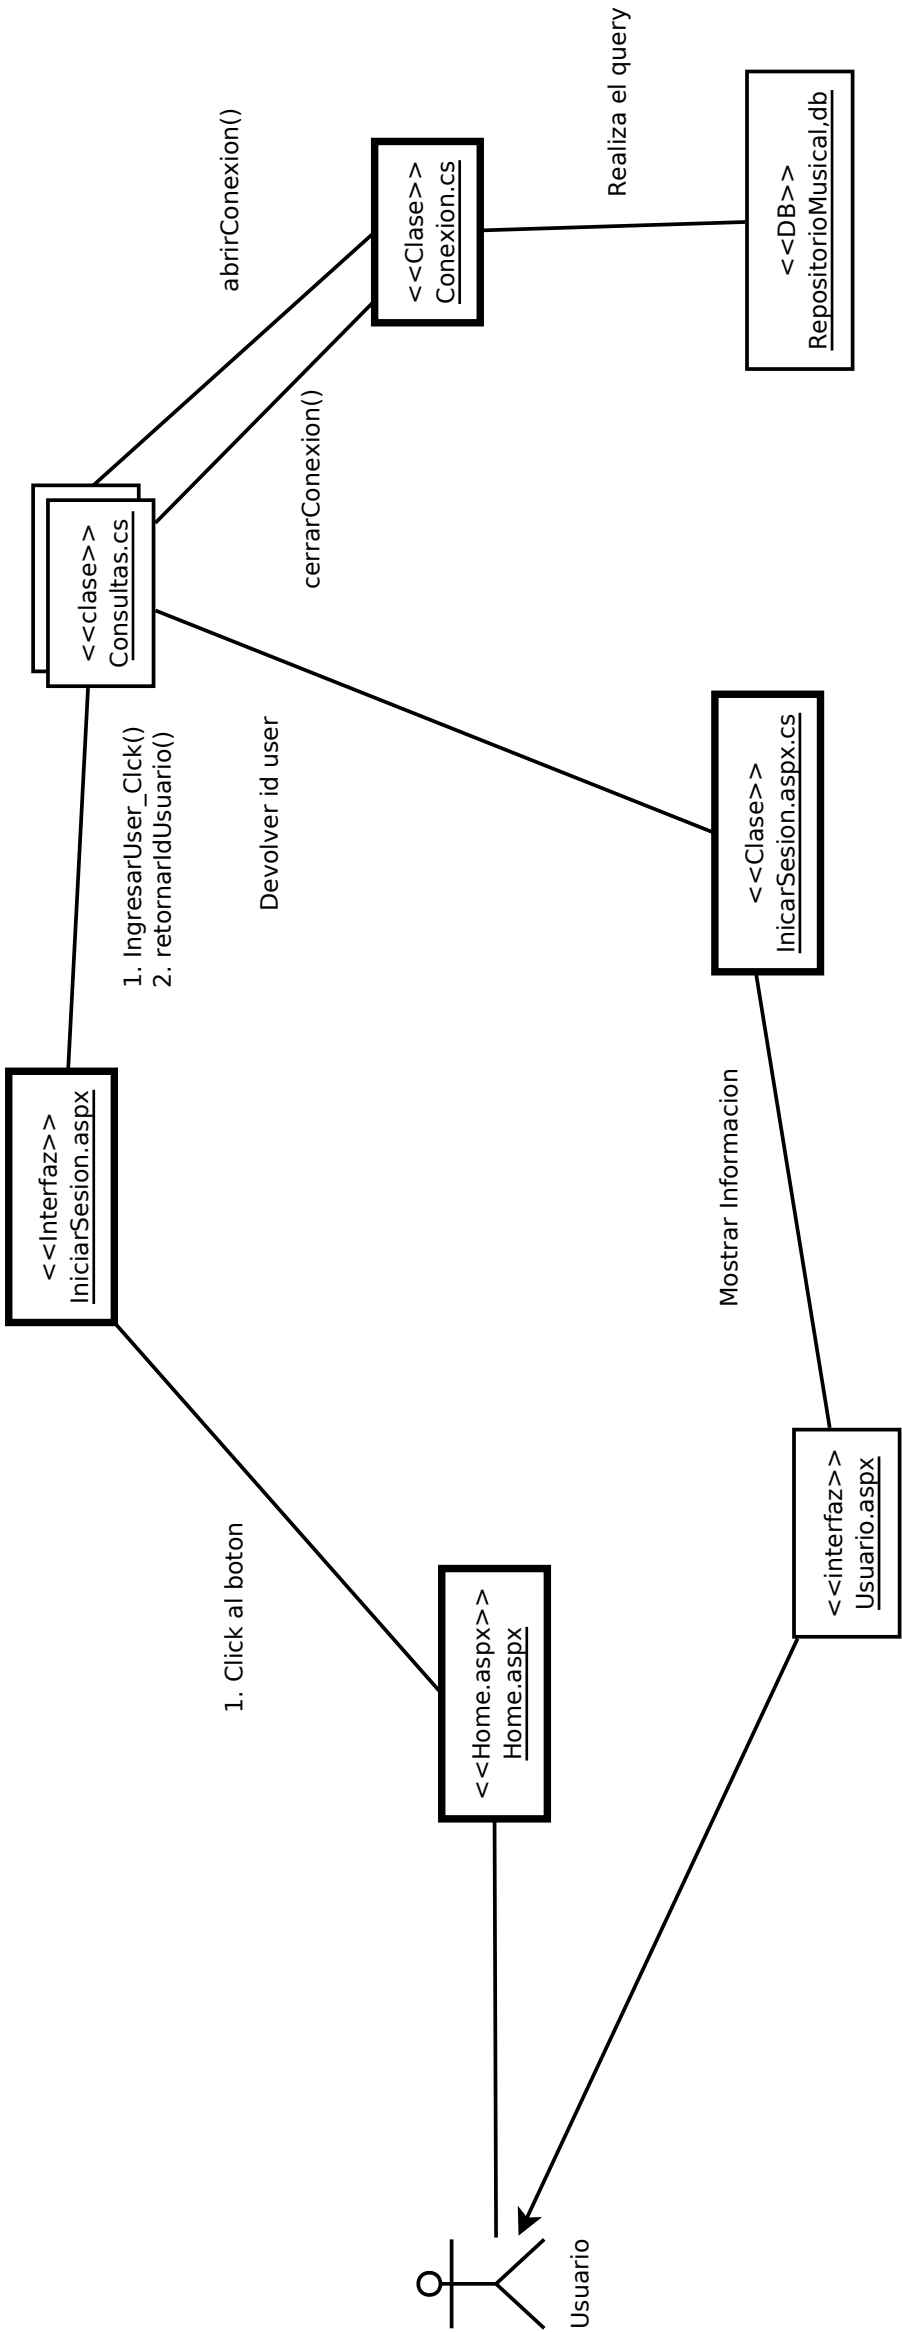 Usuario
<<Home.aspx>>
Home.aspx
1. Click al boton
<<Interfaz>>
IniciarSesion.aspx
1. IngresarUser_Clck()
2. retornarIdUsuario()
<<clase>>
Consultas.cs
abrirConexion()
cerrarConexion()
<<Clase>>
Conexion.cs
Realiza el query
<<DB>>
RepositorioMusical,db
Devolver id user
<<Clase>>
InicarSesion.aspx.cs
Mostrar Informacion
<<interfaz>>
Usuario.aspx